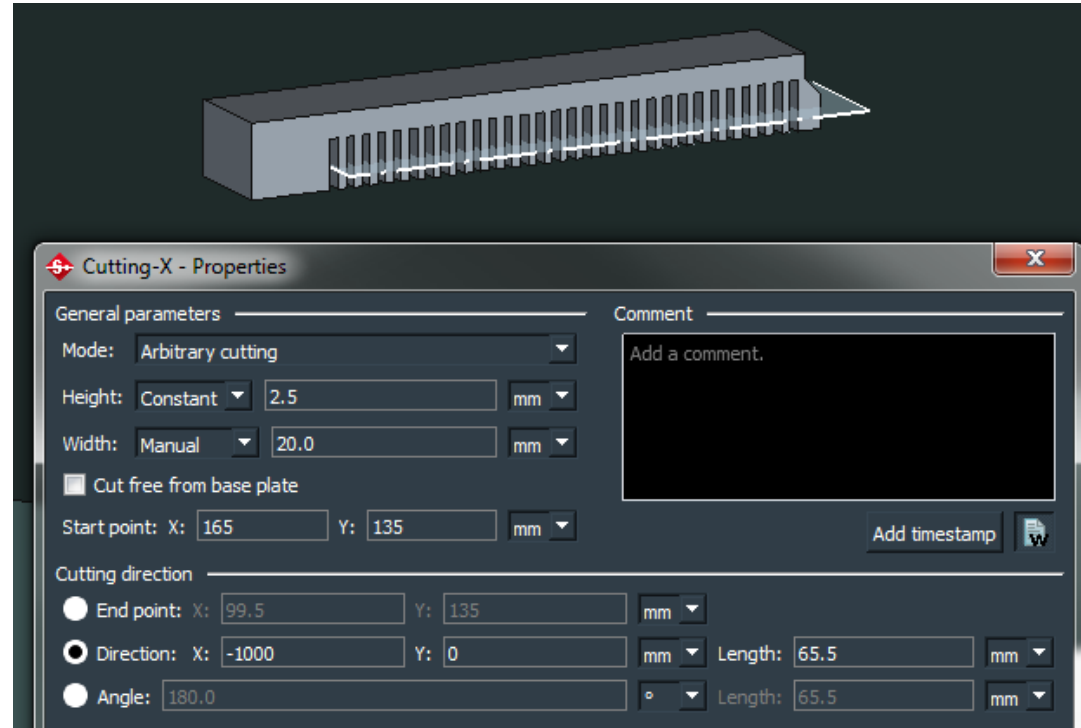 Cutting-X - Properties
General parameters
Comment
Mode: Arbitrary cutting
Add a comment.
Height: Constant 2.5 mm
Width: Manual 20.0 mm
Cut free from base plate
Start point: X: 165 Y: 135 mm
Add timestamp
Cutting direction
End point: X: 99.5 Y: 135 mm
Direction: X: -1000 Y: 0 mm Length: 65.5 mm
Angle: 180.0 ° Length: 65.5 mm